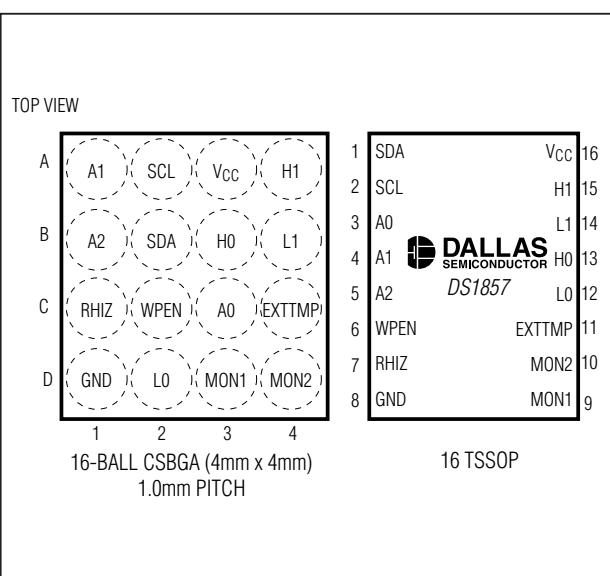 TOP VIEW
A
A1 SCL VCC H1
B
A2 SDA H0 L1
C
RHIZ WPEN A0 EXTTMP
D
GND L0 MON1 MON2
1 2 3 4
16-BALL CSBGA (4mm x 4mm)
1.0mm PITCH
1 SDA VCC 16
2 SCL H1 15
3 A0 L1 14
4 A1 H0 13
5 A2 L0 12
6 WPEN EXTTMP 11
7 RHIZ MON2 10
8 GND MON1 9
DALLAS
SEMICONDUCTOR
DS1857
16 TSSOP